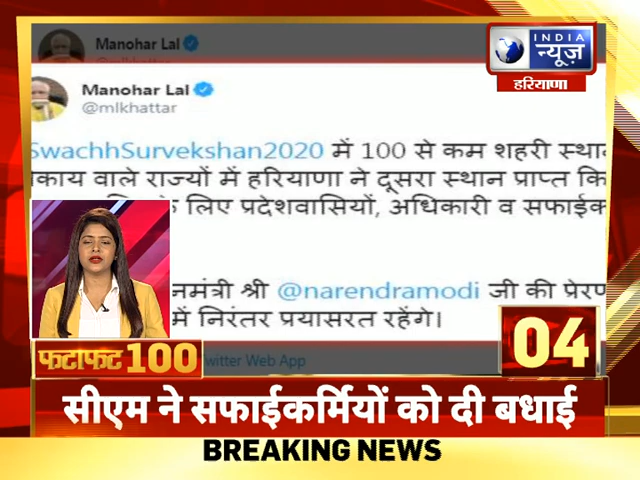 Manohar Lal
INDIA
न्यूज़
हरियाणा
Manohar Lal
@mlkhattar
SwachhSurvekshan2020 में 100 से कम शहरी स्थान
काय वाले राज्यों में हरियाणा ने दूसरा स्थान प्राप्त कि
के लिए प्रदेशवासियों, अधिकारी व सफाईक
नमंत्री श्री @narendramodi जी की प्रेरण
में निरंतर प्रयासरत रहेंगे।
Twitter Web App
फटाफट 100
04
सीएम ने सफाईकर्मियों को दी बधाई
BREAKING NEWS